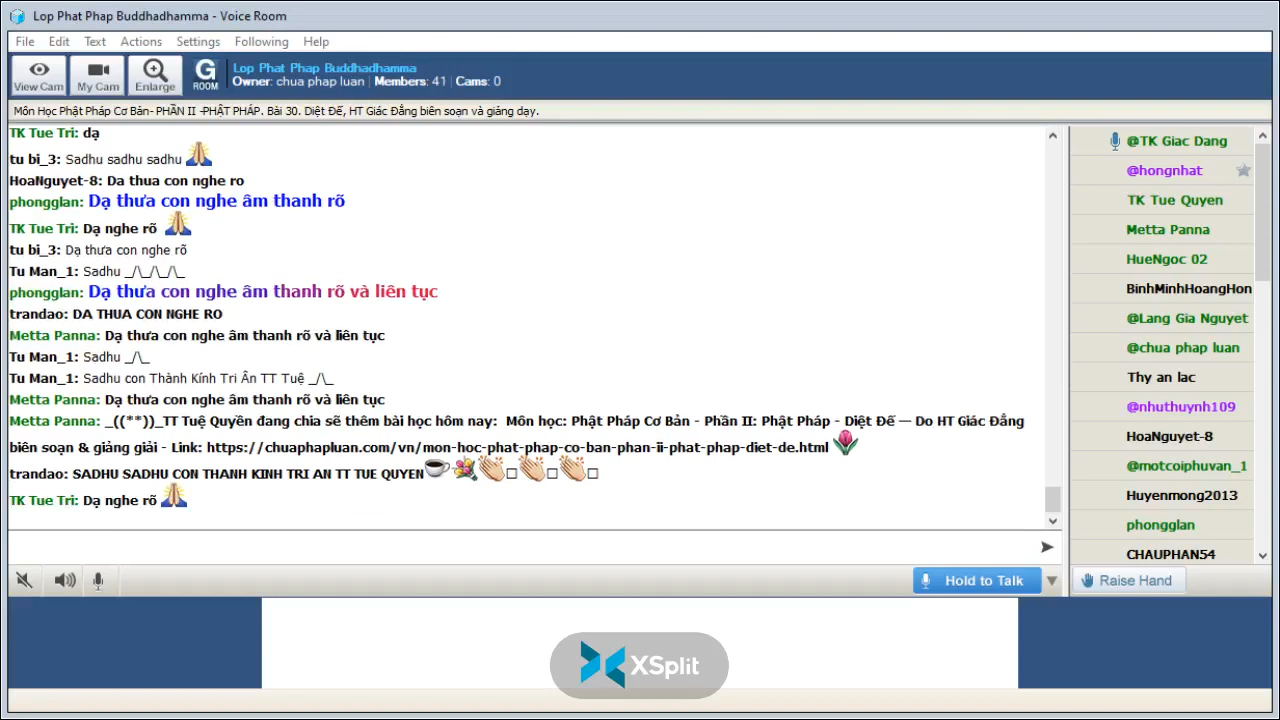 Lop Phat Phap Buddhadhamma - Voice Room
File Edit Text Actions Settings Following Help
View Cam
My Cam
Enlarge
G
ROOM
Lop Phat Phap Buddhadhamma
Owner: chua phap luan | Members: 41 | Cams: 0
Môn Học Phật Pháp Cơ Bản- PHẦN II -PHẬT PHÁP. Bài 30. Diệt Đế, HT Giác Đẳng biên soạn và giảng dạy.
TK Tue Tri: dạ
tu bi_3: Sadhu sadhu sadhu
HoaNguyet-8: Da thua con nghe ro
phongglan: Dạ thưa con nghe âm thanh rõ
TK Tue Tri: Dạ nghe rõ
tu bi_3: Dạ thưa con nghe rõ
Tu Man_1: Sadhu _/\_/\_/\_
phongglan: Dạ thưa con nghe âm thanh rõ và liên tục
trandao: DA THUA CON NGHE RO
Metta Panna: Dạ thưa con nghe âm thanh rõ và liên tục
Tu Man_1: Sadhu _/\_
Tu Man_1: Sadhu con Thành Kính Tri Ân TT Tuệ _/\_
Metta Panna: Dạ thưa con nghe âm thanh rõ và liên tục
Metta Panna: _((**))_TT Tuệ Quyền đang chia sẽ thêm bài học hôm nay: Môn học: Phật Pháp Cơ Bản - Phần II: Phật Pháp - Diệt Đế — Do HT Giác Đẳng
biên soạn & giảng giải - Link: https://chuaphapluan.com/vn/mon-hoc-phat-phap-co-ban-phan-ii-phat-phap-diet-de.html
trandao: SADHU SADHU CON THANH KINH TRI AN TT TUE QUYEN
TK Tue Tri: Dạ nghe rõ
@TK Giac Dang
@hongnhat
TK Tue Quyen
Metta Panna
HueNgoc 02
BinhMinhHoangHon
@Lang Gia Nguyet
@chua phap luan
Thy an lac
@nhuthuynh109
HoaNguyet-8
@motcoiphuvan_1
Huyenmong2013
phongglan
CHAUPHAN54
Hold to Talk
Raise Hand
XSplit